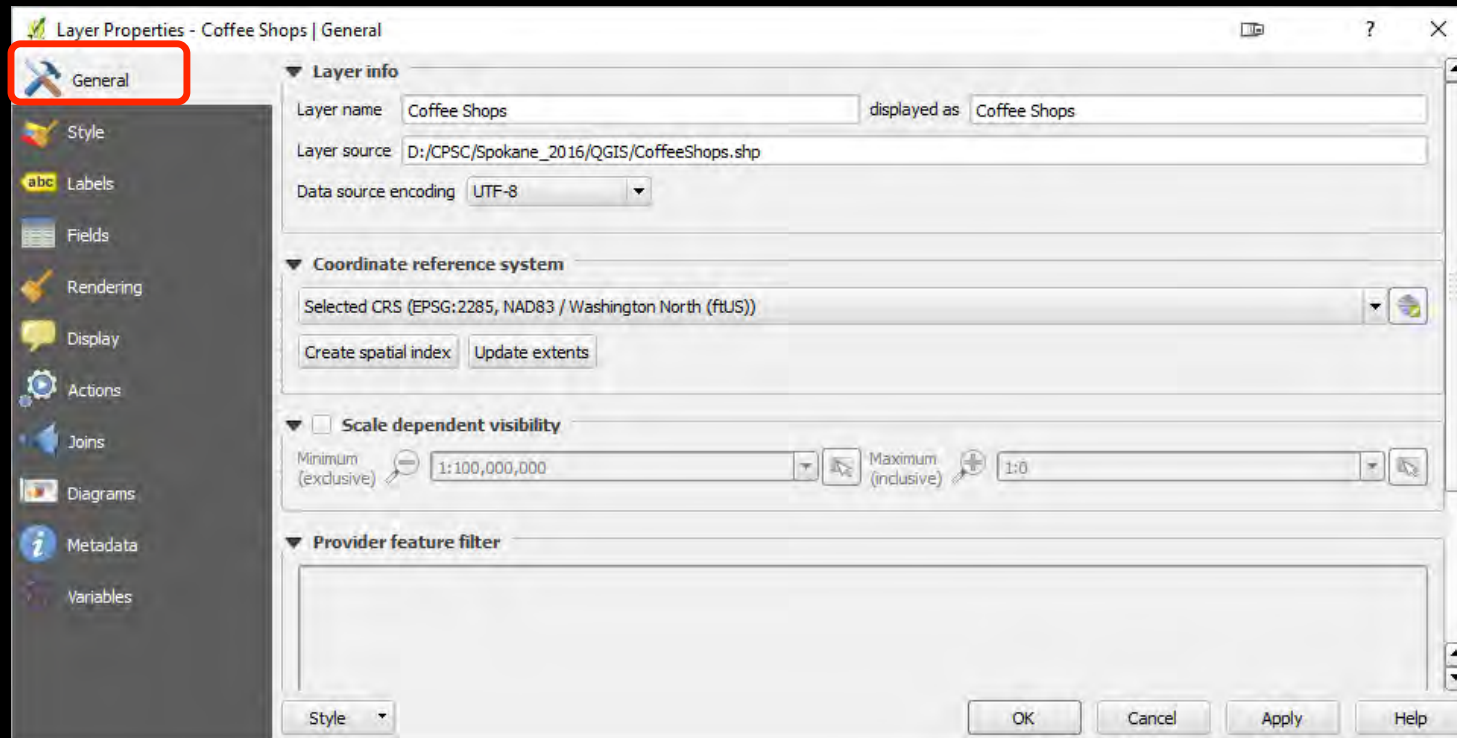 Layer Properties - Coffee Shops | General
?
General
Style
abc Labels
Fields
Rendering
Display
Actions
Joins
Diagrams
Metadata
Variables
Layer info
Layer name Coffee Shops displayed as Coffee Shops
Layer source D:/CPSC/Spokane_2016/QGIS/CoffeeShops.shp
Data source encoding UTF-8
Coordinate reference system
Selected CRS (EPSG:2285, NAD83 / Washington North (ftUS))
Create spatial index Update extents
Scale dependent visibility
Minimum (exclusive) 1:100,000,000 Maximum (inclusive) 1:0
Provider feature filter
Style OK Cancel Apply Help